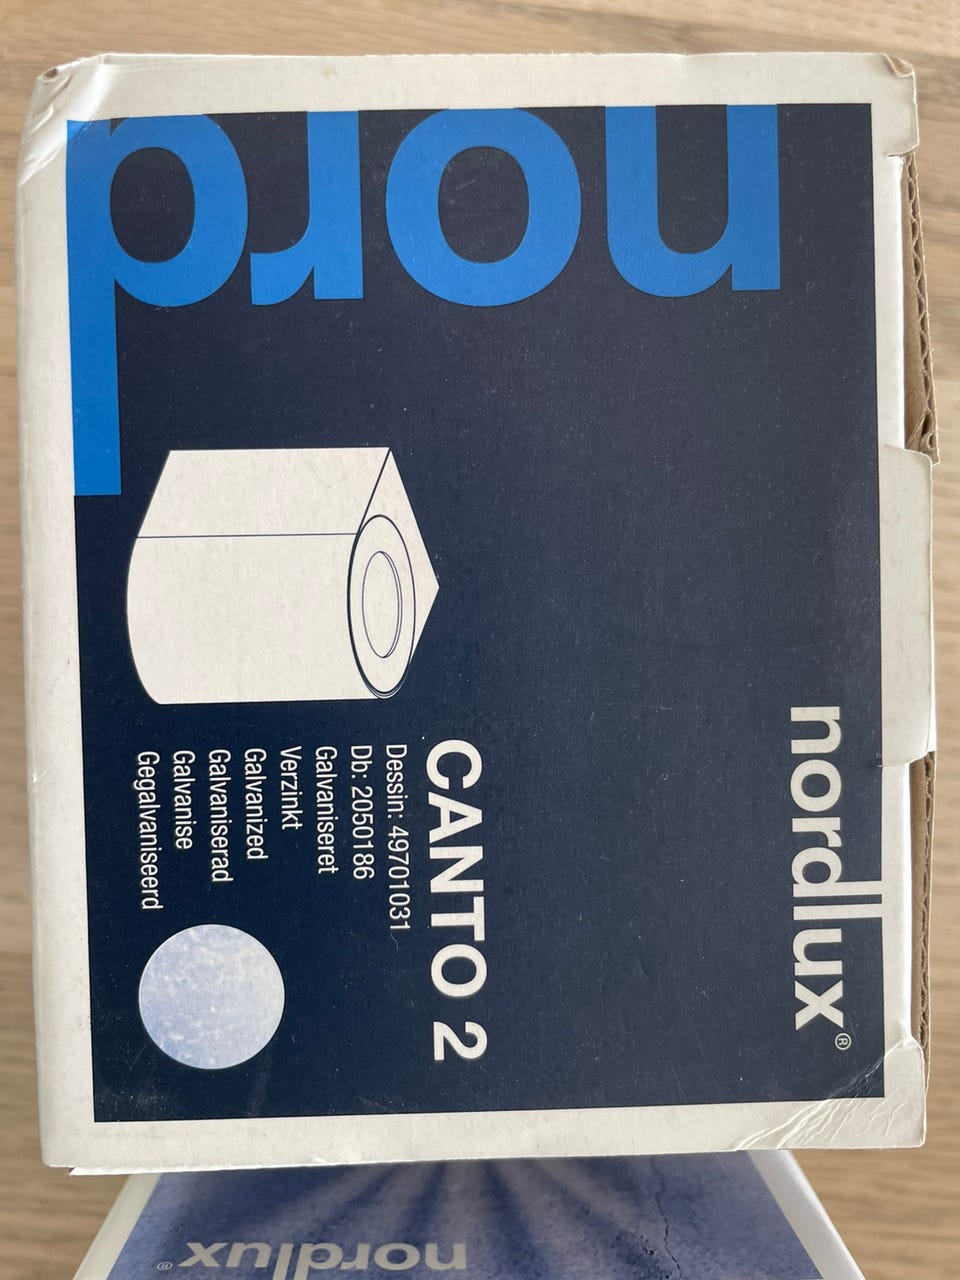 nord
nordlux®
CANTO 2
Dessin: 49701031
Db: 2050186
Galvaniseret
Verzinkt
Galvanized
Galvaniserad
Galvanise
Gegalvaniseerd
nordlux®